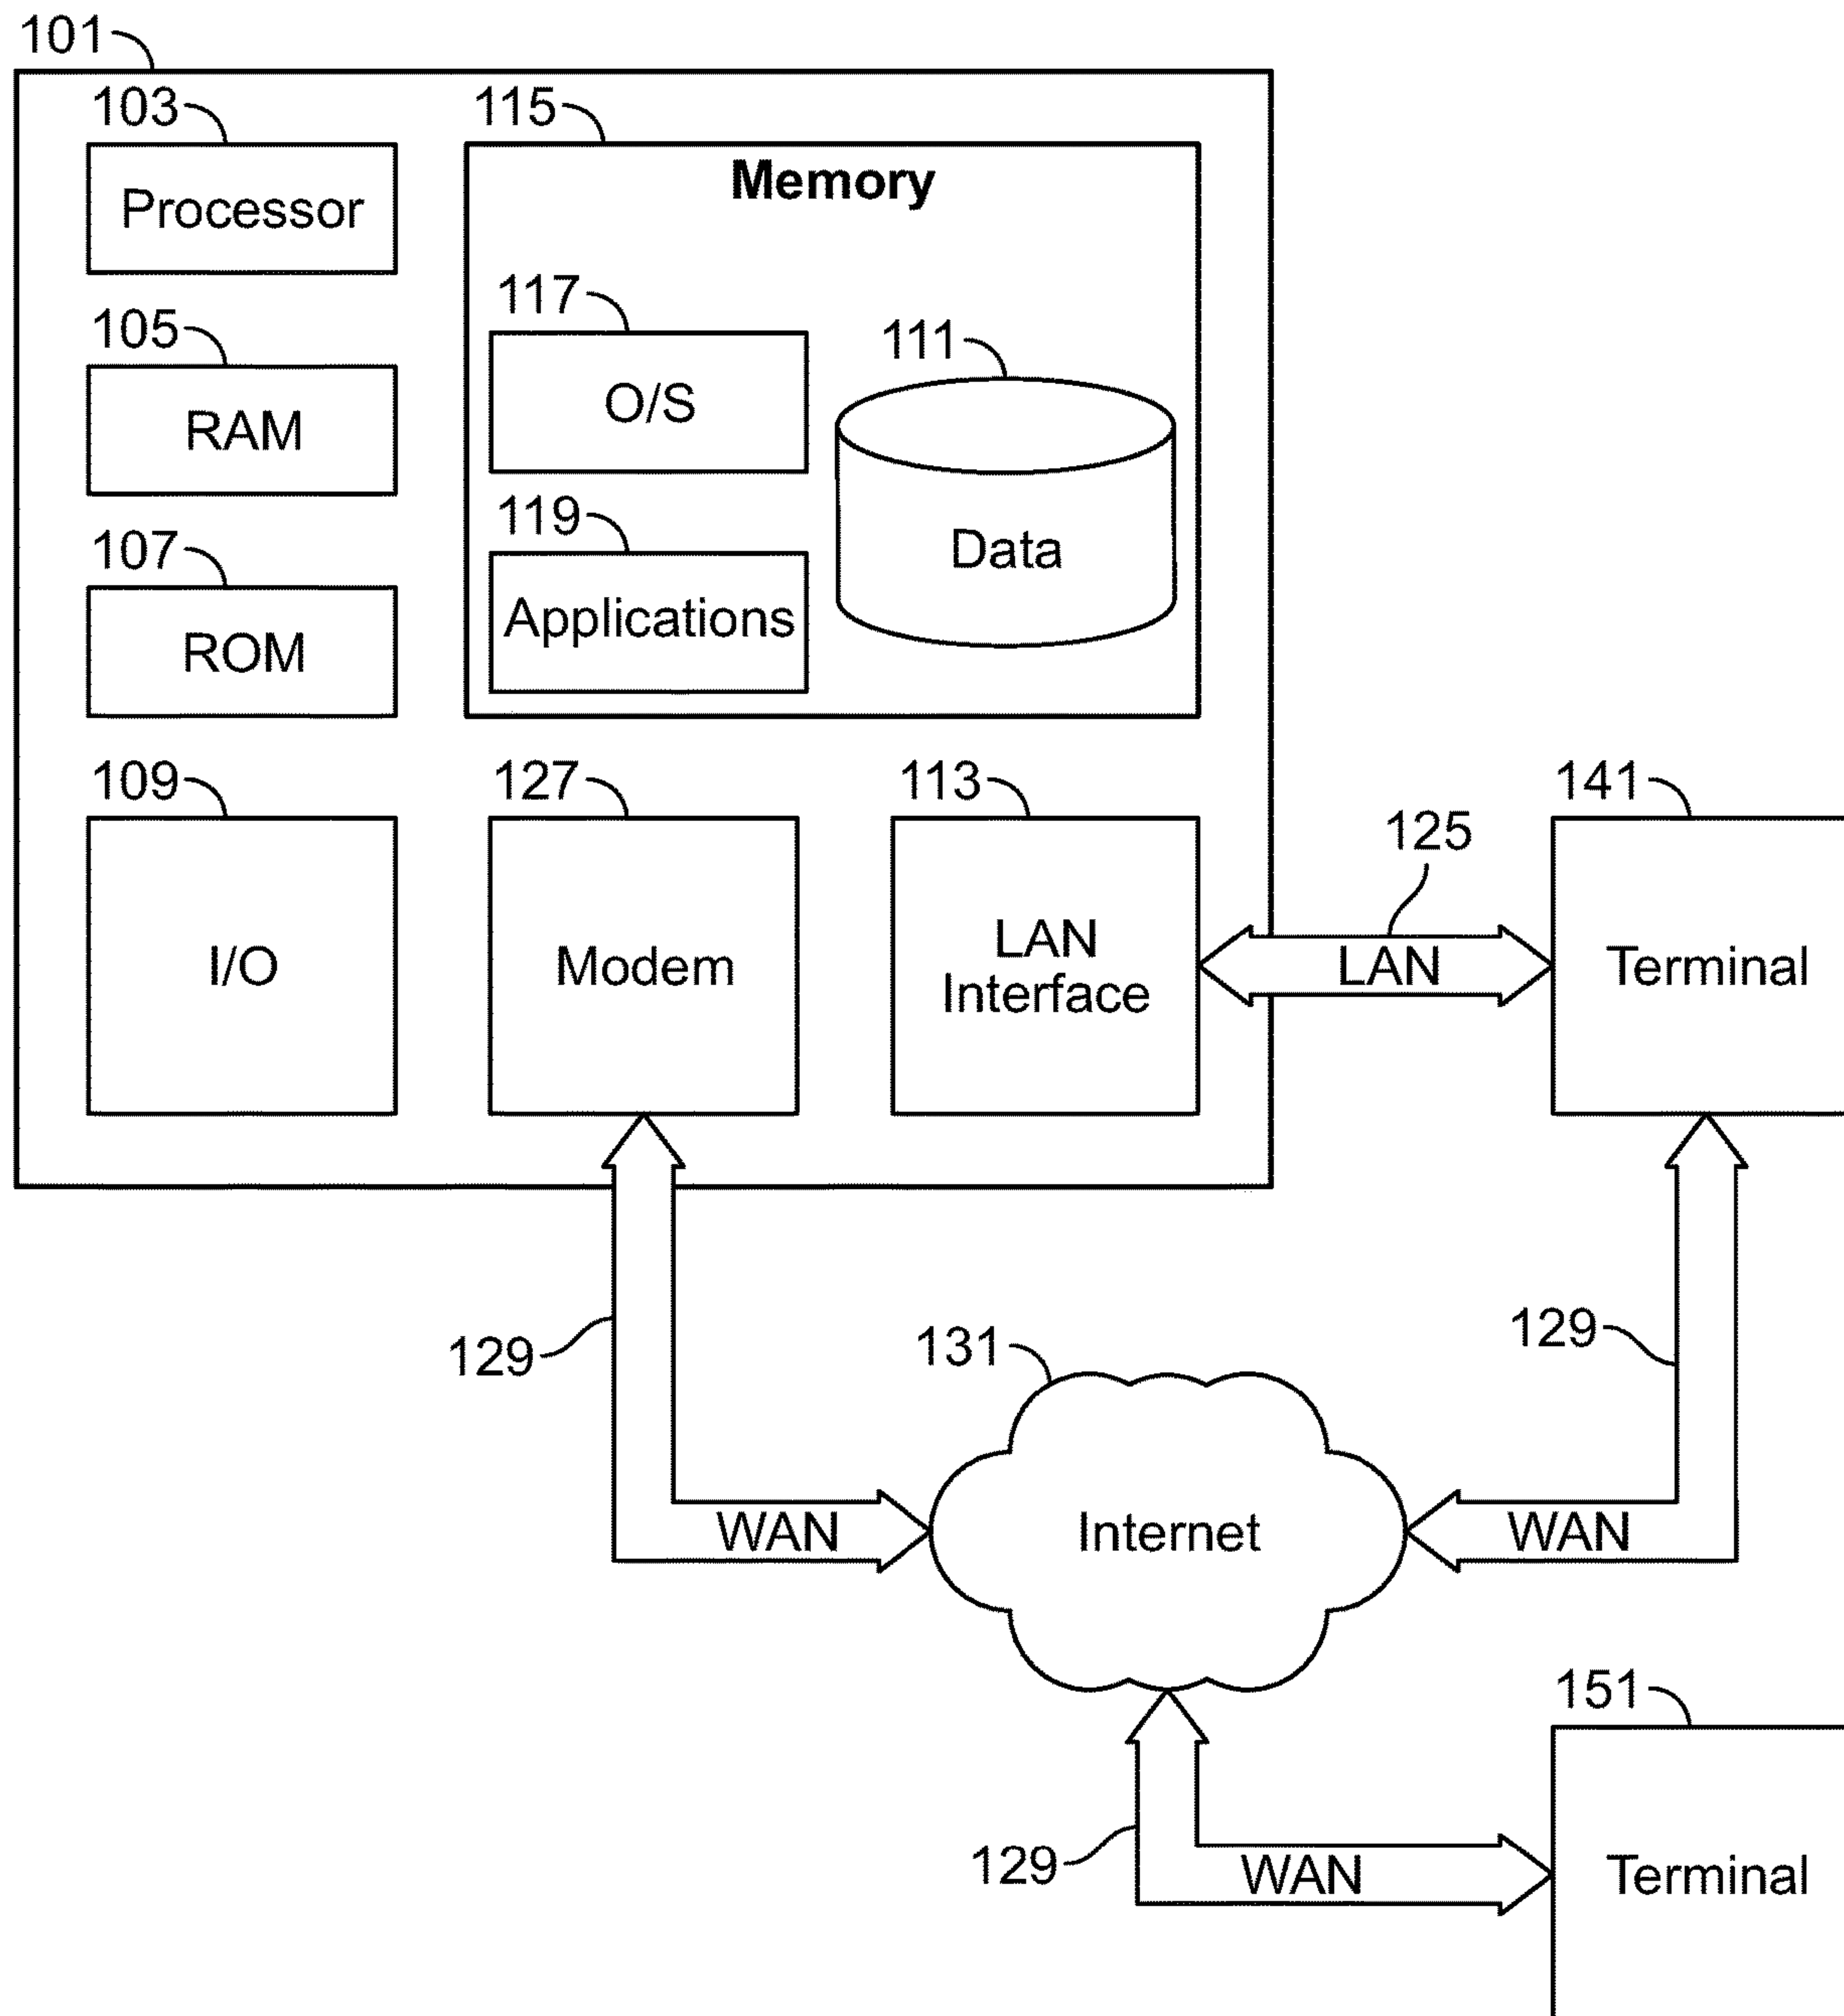 101
103
Processor
105
RAM
107
ROM
115
Memory
117
O/S
119
Applications
111
Data
109
I/O
127
Modem
113
LAN
Interface
125
LAN
141
Terminal
129
WAN
131
Internet
129
WAN
129
WAN
151
Terminal